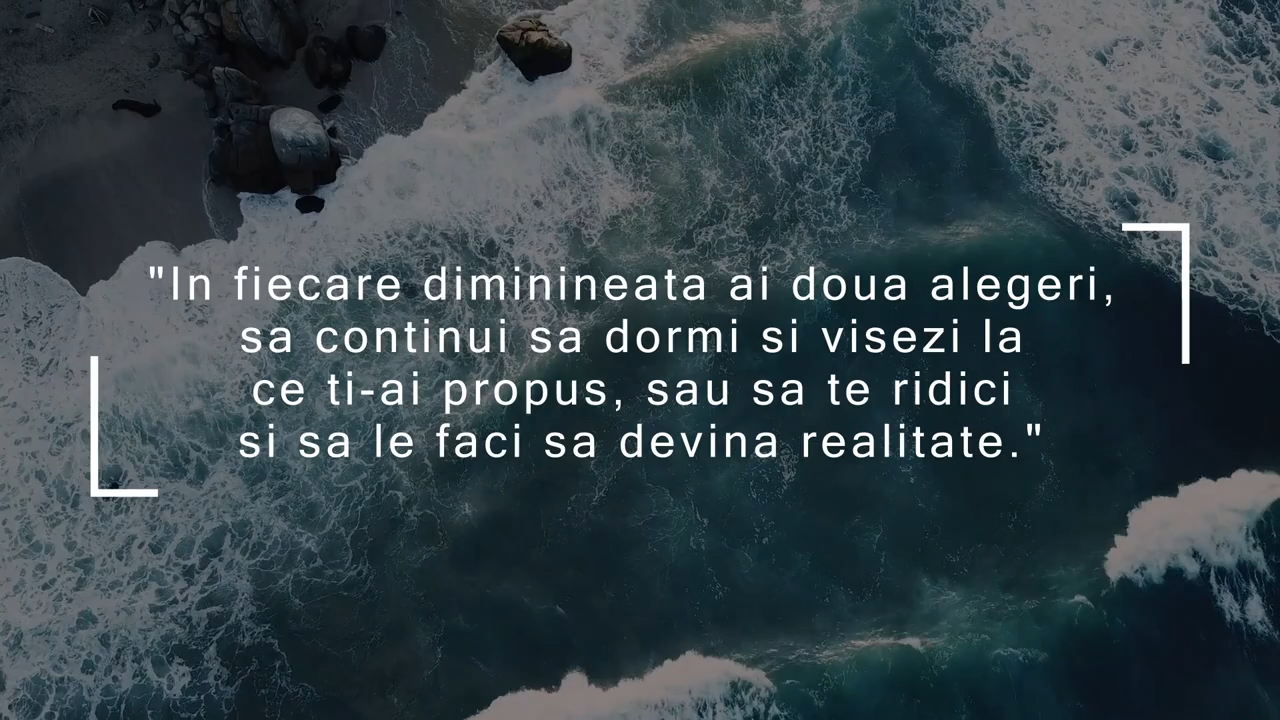 "In fiecare diminineata ai doua alegeri,
sa continui sa dormi si visezi la
ce ti-ai propus, sau sa te ridici
si sa le faci sa devina realitate."